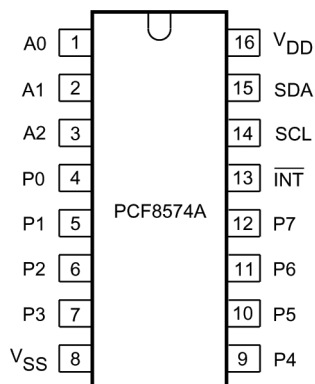 A0 1 16 VDD
A1 2 15 SDA
A2 3 14 SCL
P0 4 13 INT
P1 5 PCF8574A 12 P7
P2 6 11 P6
P3 7 10 P5
VSS 8 9 P4